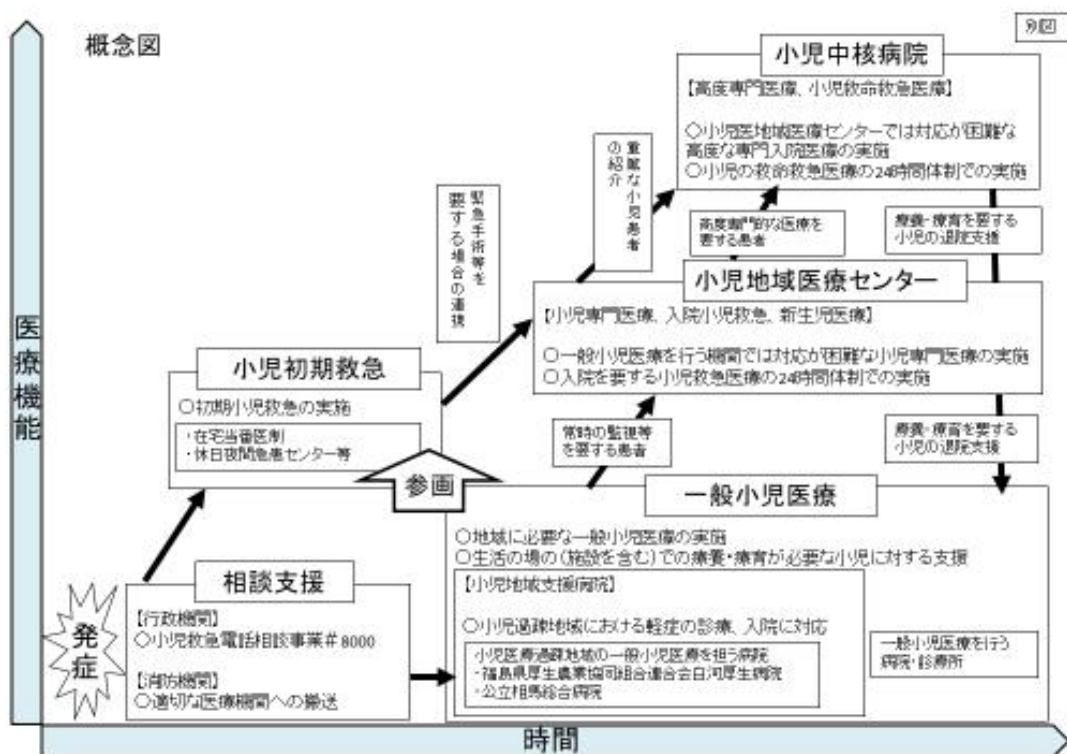 別図
概念図
医療機能
時間
発症
相談支援
【行政機関】
○小児救急電話相談事業＃8000
【消防機関】
○適切な医療機関への搬送
小児初期救急
○初期小児救急の実施
・在宅当番医制
・休日夜間急患センター等
参画
緊急手術等を
要する場合の連携
重篤な小児患者
の紹介
小児中核病院
【高度専門医療、小児救命救急医療】
○小児医地域医療センターでは対応が困難な
高度な専門入院医療の実施
○小児の救命救急医療の24時間体制での実施
高度専門的な医療を
要する患者
療養・療育を要する
小児の退院支援
小児地域医療センター
【小児専門医療、入院小児救急、新生児医療】
○一般小児医療を行う機関では対応が困難な小児専門医療の実施
○入院を要する小児救急医療の24時間体制での実施
常時の監視等
を要する患者
療養・療育を要する
小児の退院支援
一般小児医療
○地域に必要な一般小児医療の実施
○生活の場の（施設を含む）での療養・療育が必要な小児に対する支援
【小児地域支援病院】
○小児過疎地域における軽症の診療、入院に対応
小児医療過疎地域の一般小児医療を担う病院
・福島県厚生農業協同組合連合会白河厚生病院
・公立相馬総合病院
一般小児医療を行う
病院・診療所